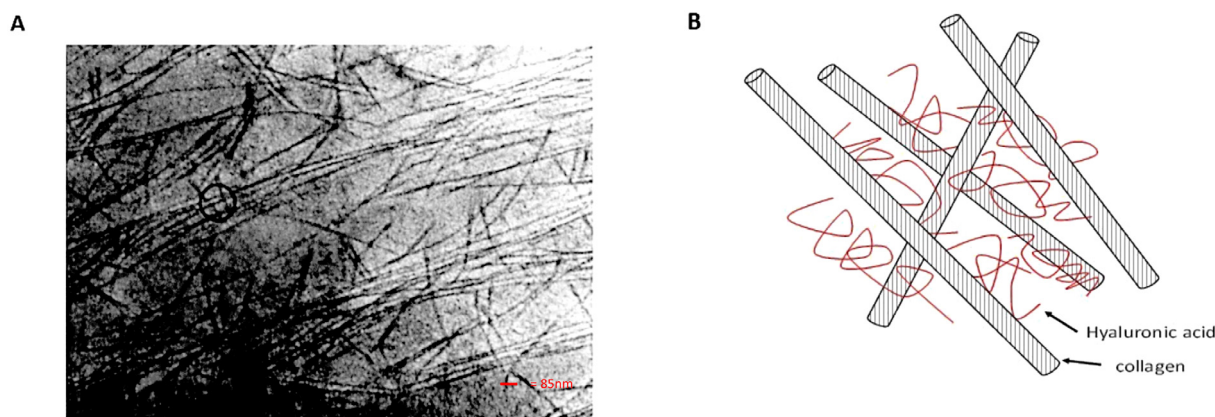 A
B
= 85nm
Hyaluronic acid
collagen